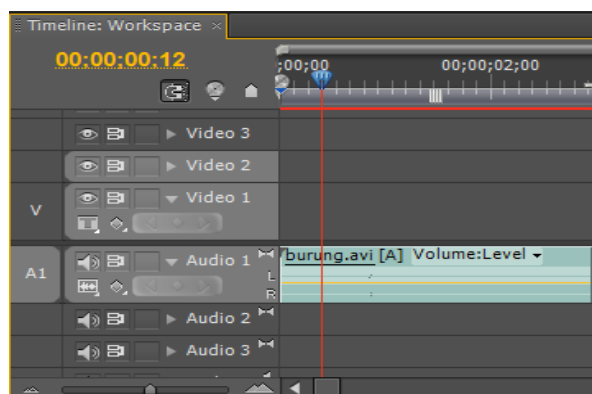 Timeline: Workspace ×
00:00:00:12
;00;00 00;00;02;00
Video 3
Video 2
V Video 1
A1 Audio 1 L R
burung.avi [A] Volume:Level
Audio 2
Audio 3